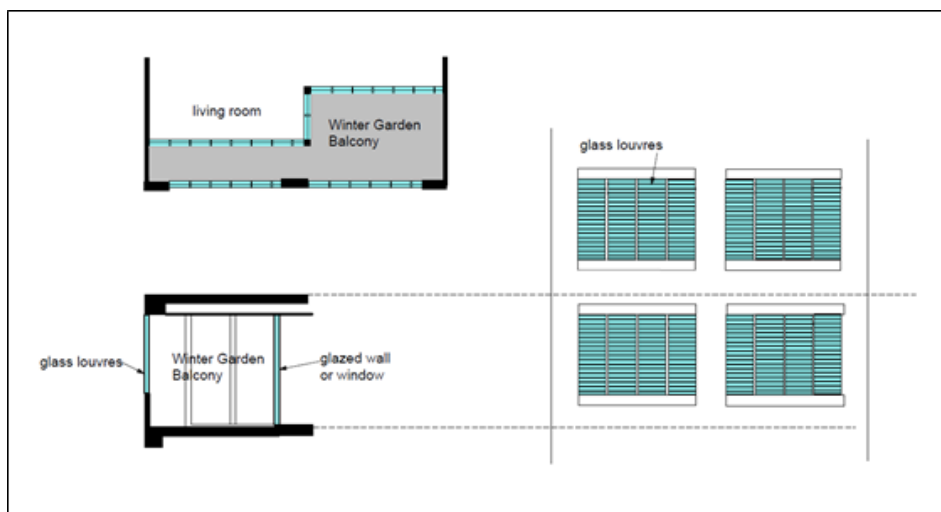 living room
Winter Garden
Balcony
glass louvres
glass louvres
Winter Garden
Balcony
glazed wall
or window